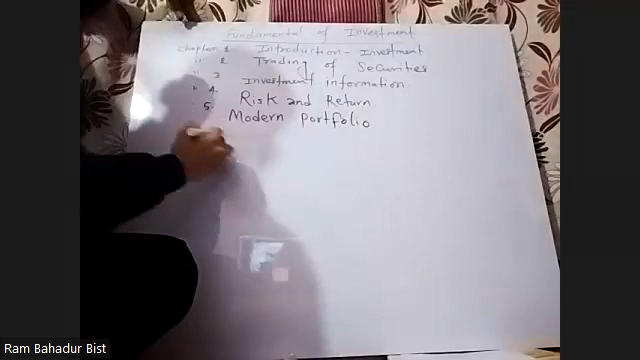 Fundamental of Investment
Chapter 1 Introduction - Investment
" 2 Trading of Securities
" 3 Investment information
" 4. Risk and Return
5. Modern Portfolio
Ram Bahadur Bist